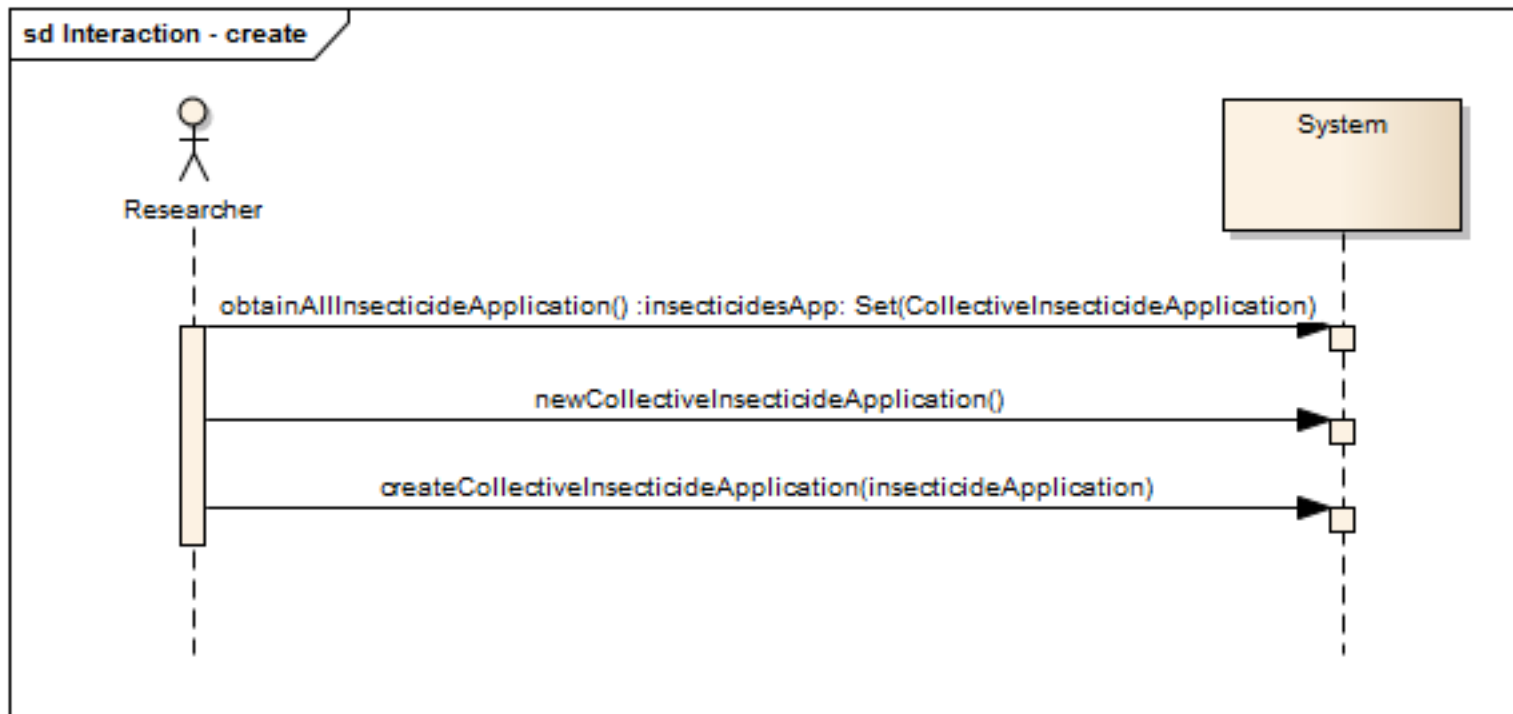 sd Interaction - create
System
Researcher
obtainAllInsecticideApplication() :insecticidesApp: Set(CollectiveInsecticideApplication)
newCollectiveInsecticideApplication()
createCollectiveInsecticideApplication(insecticideApplication)